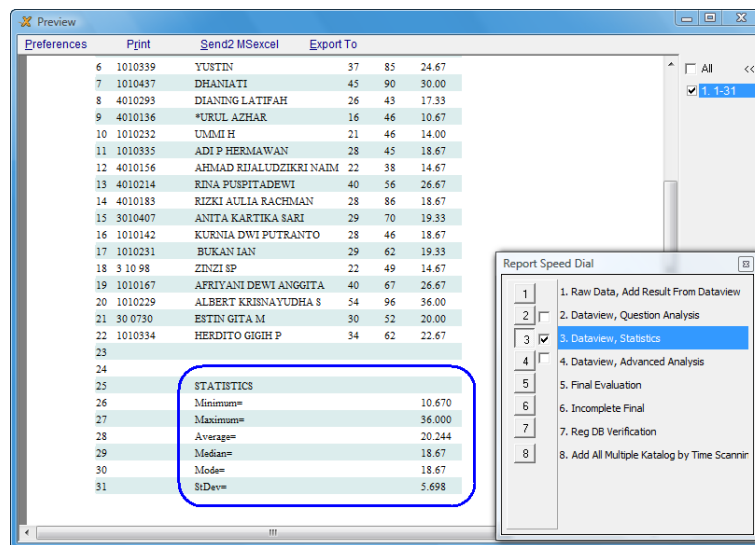 Preview
Preferences Print Send2 MSexcel Export To
6 1010339 YUSTIN 37 85 24.67
7 1010437 DHANIATI 45 90 30.00
8 4010293 DIANING LATIFAH 26 43 17.33
9 4010136 *URUL AZHAR 16 46 10.67
10 1010232 UMMI H 21 46 14.00
11 1010335 ADI P HERMAWAN 28 45 18.67
12 4010156 AHMAD RIJALUDZIKRI NAIM 22 38 14.67
13 4010214 RINA PUSPITADEWI 40 56 26.67
14 4010183 RIZKI AULIA RACHMAN 28 86 18.67
15 3010407 ANITA KARTIKA SARI 29 70 19.33
16 1010142 KURNIA DWI PUTRANTO 28 46 18.67
17 1010231 BUKAN IAN 29 62 19.33
18 3 10 98 ZINZI SP 22 49 14.67
19 1010167 AFRIYANI DEWI ANGGITA 40 67 26.67
20 1010229 ALBERT KRISNAYUDHA S 54 96 36.00
21 30 0730 ESTIN GITA M 30 52 20.00
22 1010334 HERDITO GIGIH P 34 62 22.67
23
24
25 STATISTICS
26 Minimum= 10.670
27 Maximum= 36.000
28 Average= 20.244
29 Median= 18.67
30 Mode= 18.67
31 StDev= 5.698
All <<
1. 1-31
Report Speed Dial
1 1. Raw Data, Add Result From Dataview
2 2. Dataview, Question Analysis
3 3. Dataview, Statistics
4 4. Dataview, Advanced Analysis
5 5. Final Evaluation
6 6. Incomplete Final
7 7. Reg DB Verification
8 8. Add All Multiple Katalog by Time Scannin